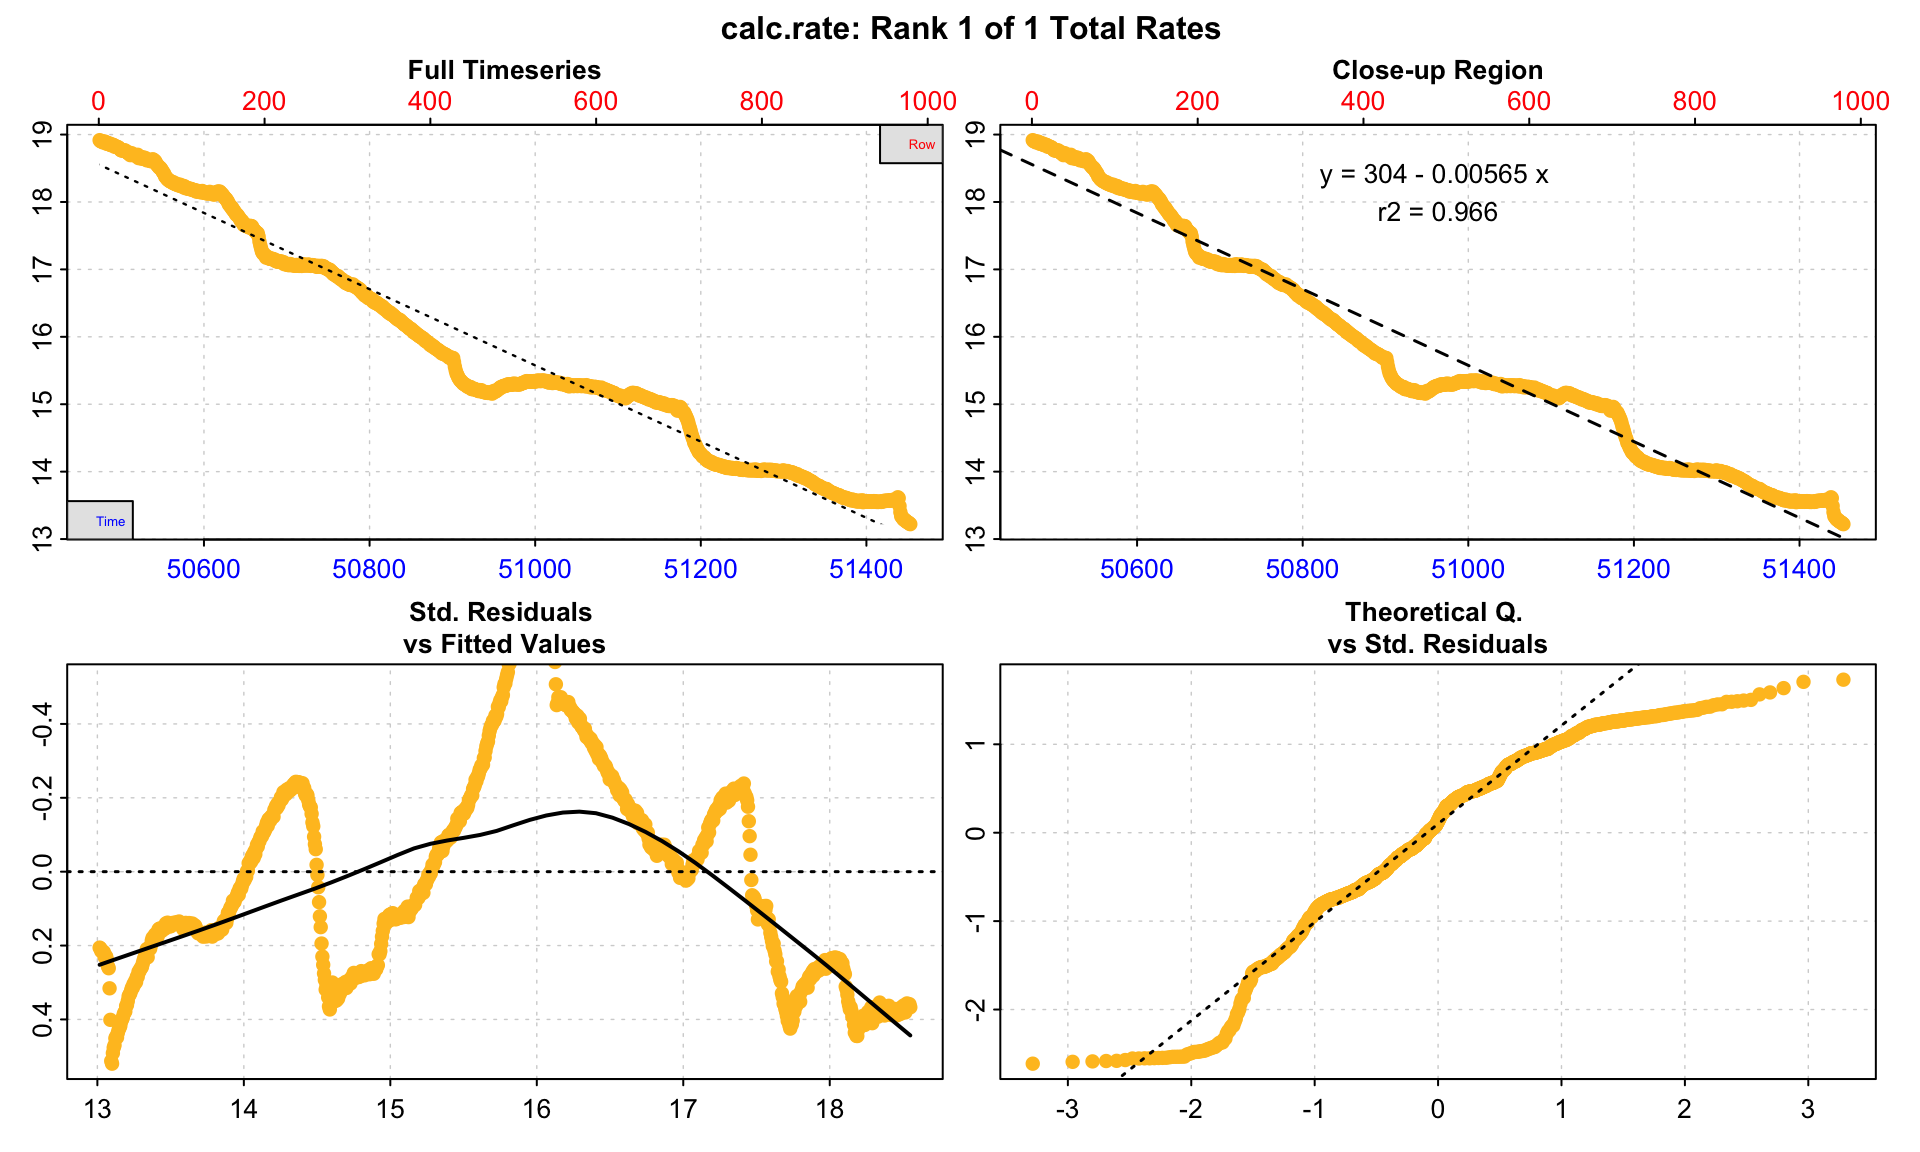 calc.rate: Rank 1 of 1 Total Rates
Full Timeseries
0 200 400 600 800 1000
Row
19
18
17
16
15
14
13
Time
50600 50800 51000 51200 51400
Close-up Region
0 200 400 600 800 1000
y = 304 - 0.00565 x
r2 = 0.966
19
18
17
16
15
14
13
50600 50800 51000 51200 51400
Std. Residuals
vs Fitted Values
-0.4
-0.2
0.0
0.2
0.4
13 14 15 16 17 18
Theoretical Q.
vs Std. Residuals
1
0
-1
-2
-3 -2 -1 0 1 2 3